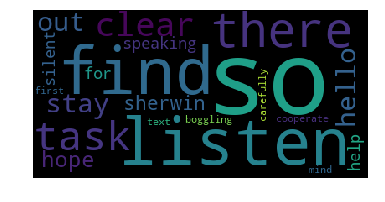 out clear there
silent speaking
find so hello
for
stay sherwin carefully
first
task listen
text boggling cooperate
hope mind help